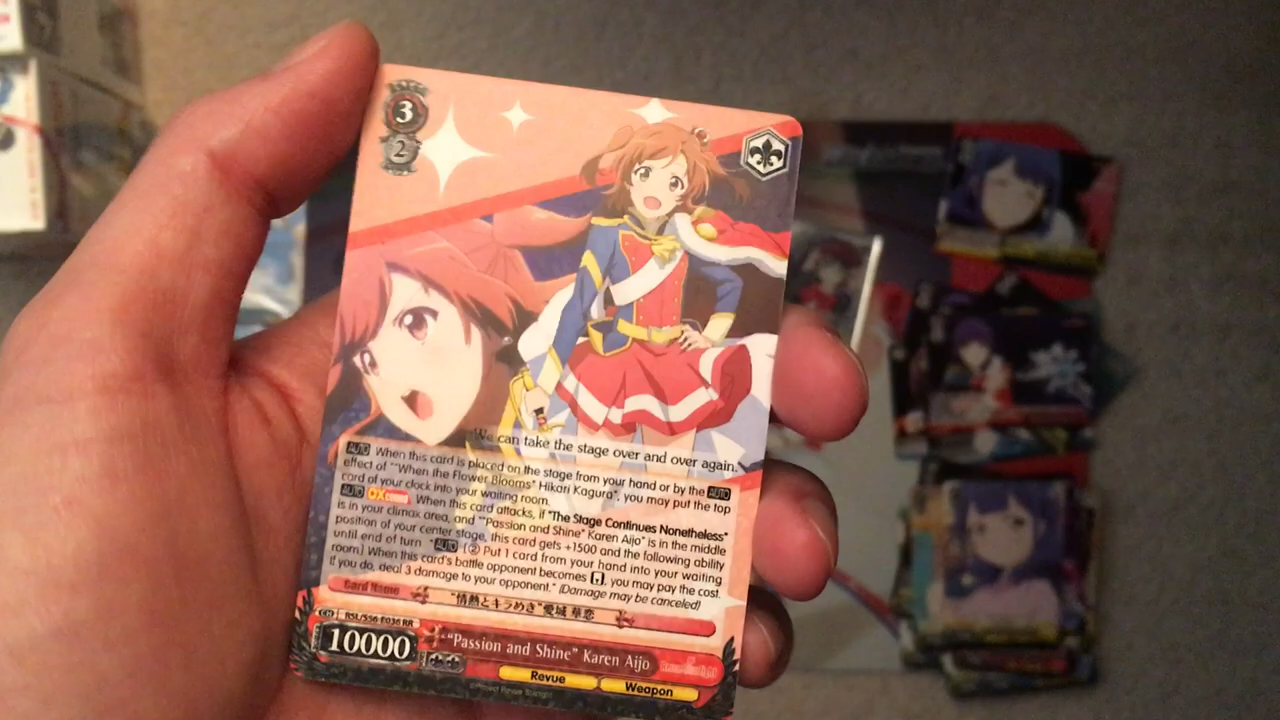 3
2
We can take the stage over and over again.
AUTO When this card is placed on the stage from your hand or by the AUTO
effect of ""When the Flower Blooms" Hikari Kagura", you may put the top
card of your clock into your waiting room.
AUTO CX COMBO When this card attacks, if "The Stage Continues Nonetheless"
is in your climax area, and ""Passion and Shine" Karen Aijo" is in the middle
position of your center stage, this card gets +1500 and the following ability
until end of turn. "AUTO [② Put 1 card from your hand into your waiting
room] When this card's battle opponent becomes , you may pay the cost.
If you do, deal 3 damage to your opponent." (Damage may be canceled)
Card Name
"情熱とキラめき"愛城 華恋
CH RSL/S56-E036 RR
10000
"Passion and Shine" Karen Aijo
Revue
Weapon
©Project Revue Starlight